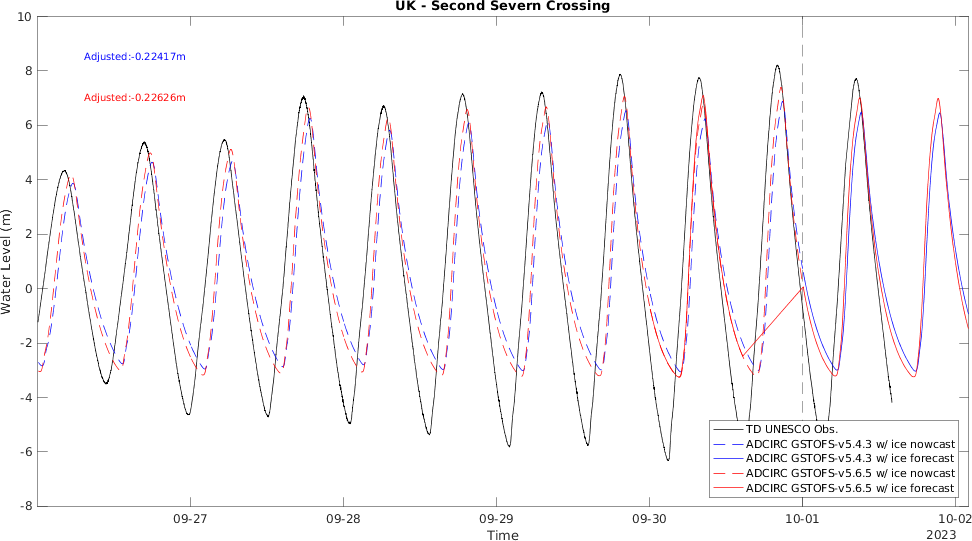 UK - Second Severn Crossing
10
8
6
4
2
0
-2
-4
-6
-8
Water Level (m)
Adjusted:-0.22417m
Adjusted:-0.22626m
TD UNESCO Obs.
ADCIRC GSTOFS-v5.4.3 w/ ice nowcast
ADCIRC GSTOFS-v5.4.3 w/ ice forecast
ADCIRC GSTOFS-v5.6.5 w/ ice nowcast
ADCIRC GSTOFS-v5.6.5 w/ ice forecast
09-27 09-28 09-29 09-30 10-01 10-02
Time
2023